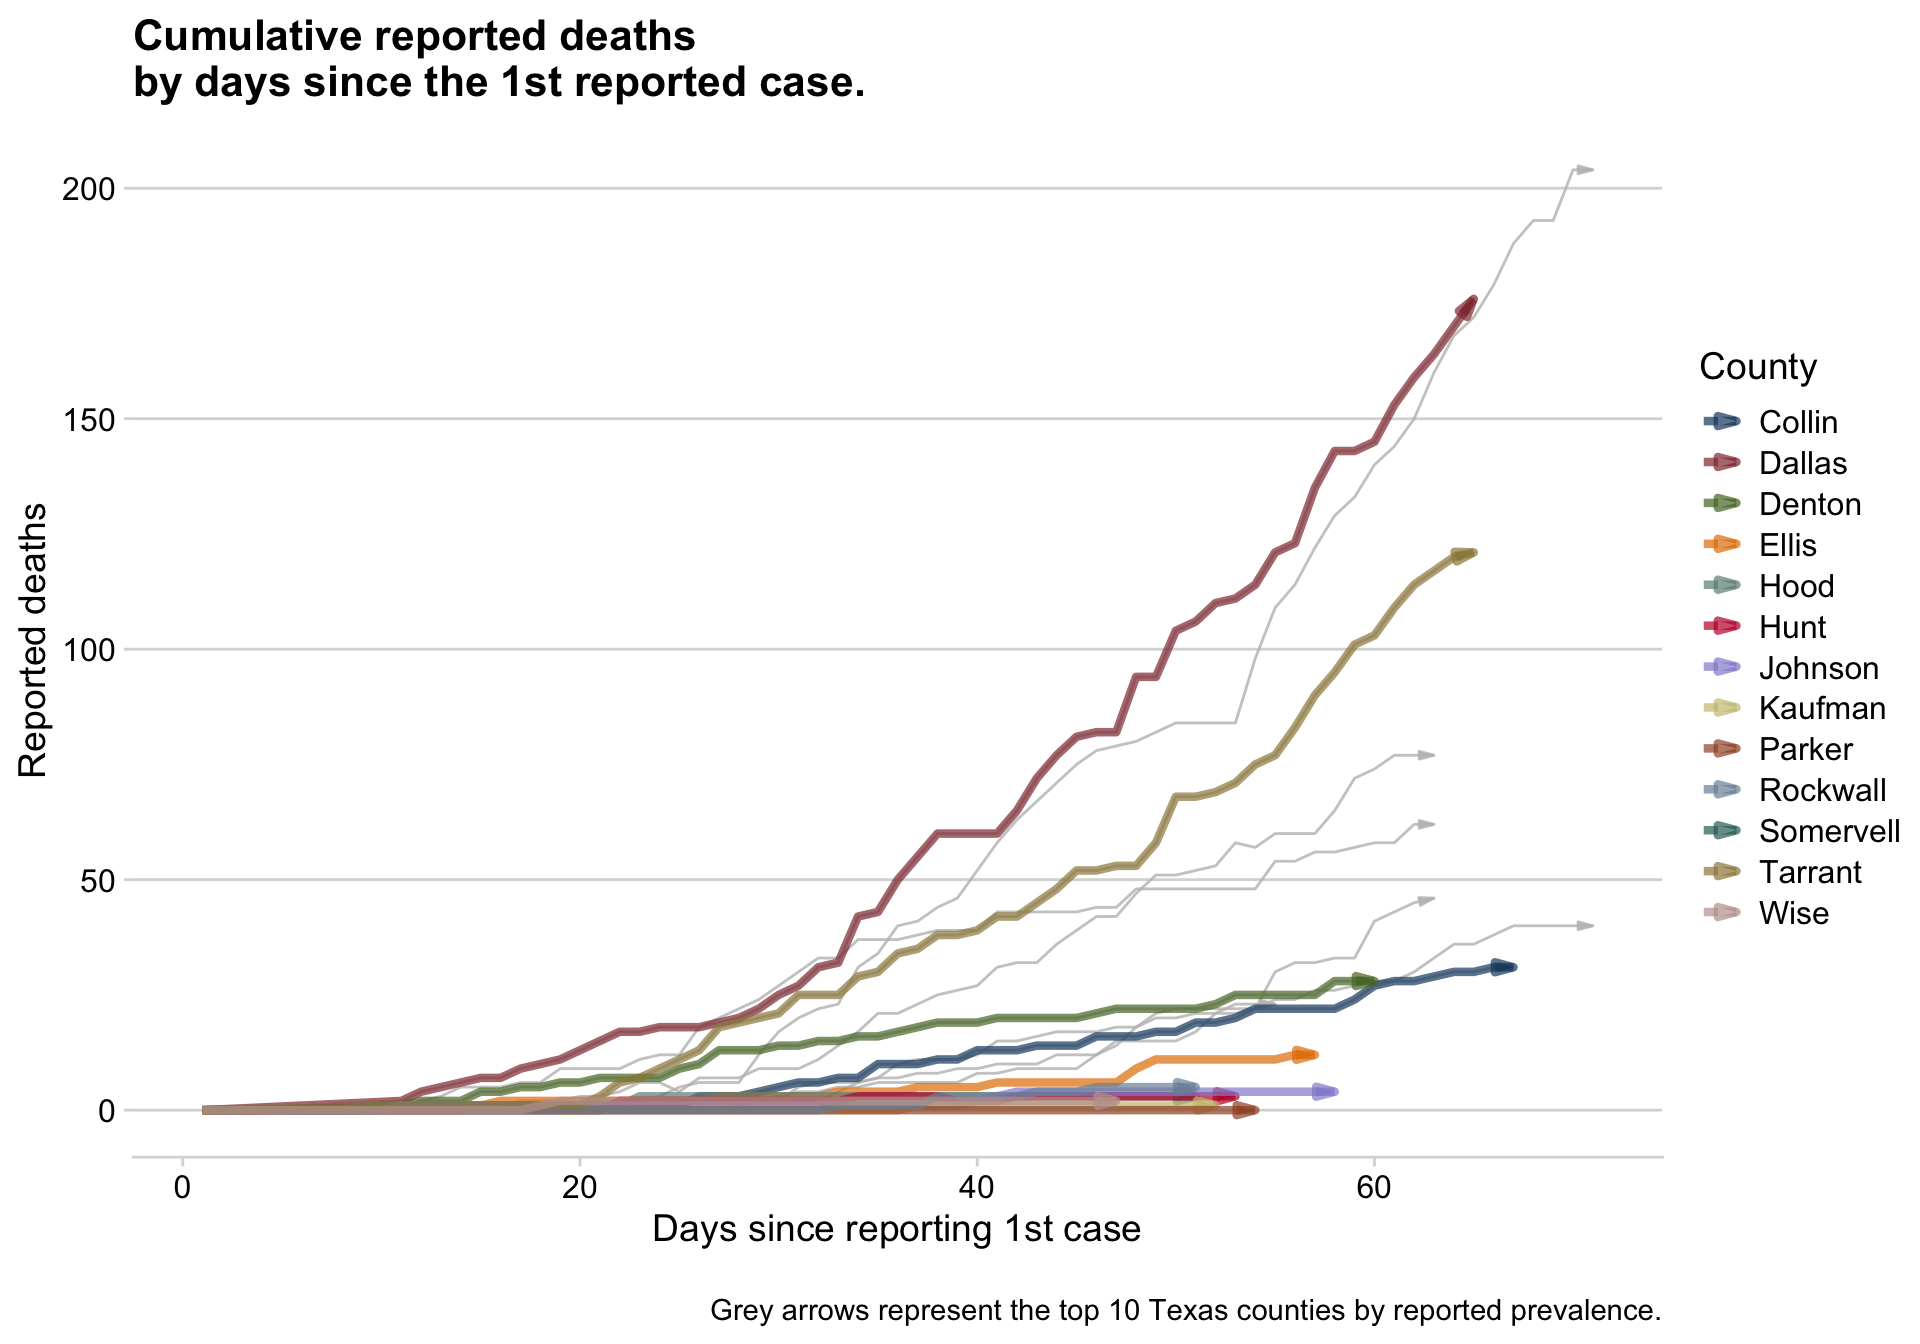 Cumulative reported deaths
by days since the 1st reported case.
Reported deaths
200
150
100
50
0
0
20
40
60
Days since reporting 1st case
County
Collin
Dallas
Denton
Ellis
Hood
Hunt
Johnson
Kaufman
Parker
Rockwall
Somervell
Tarrant
Wise
Grey arrows represent the top 10 Texas counties by reported prevalence.